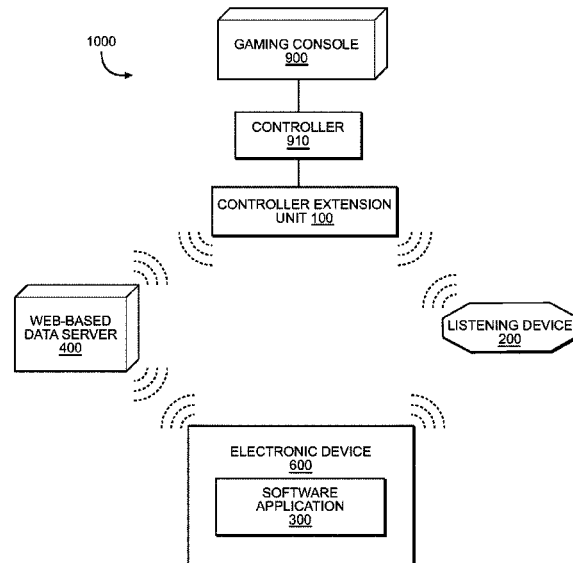 1000
GAMING CONSOLE
900
CONTROLLER
910
CONTROLLER EXTENSION
UNIT 100
WEB-BASED
DATA SERVER
400
LISTENING DEVICE
200
ELECTRONIC DEVICE
600
SOFTWARE
APPLICATION
300